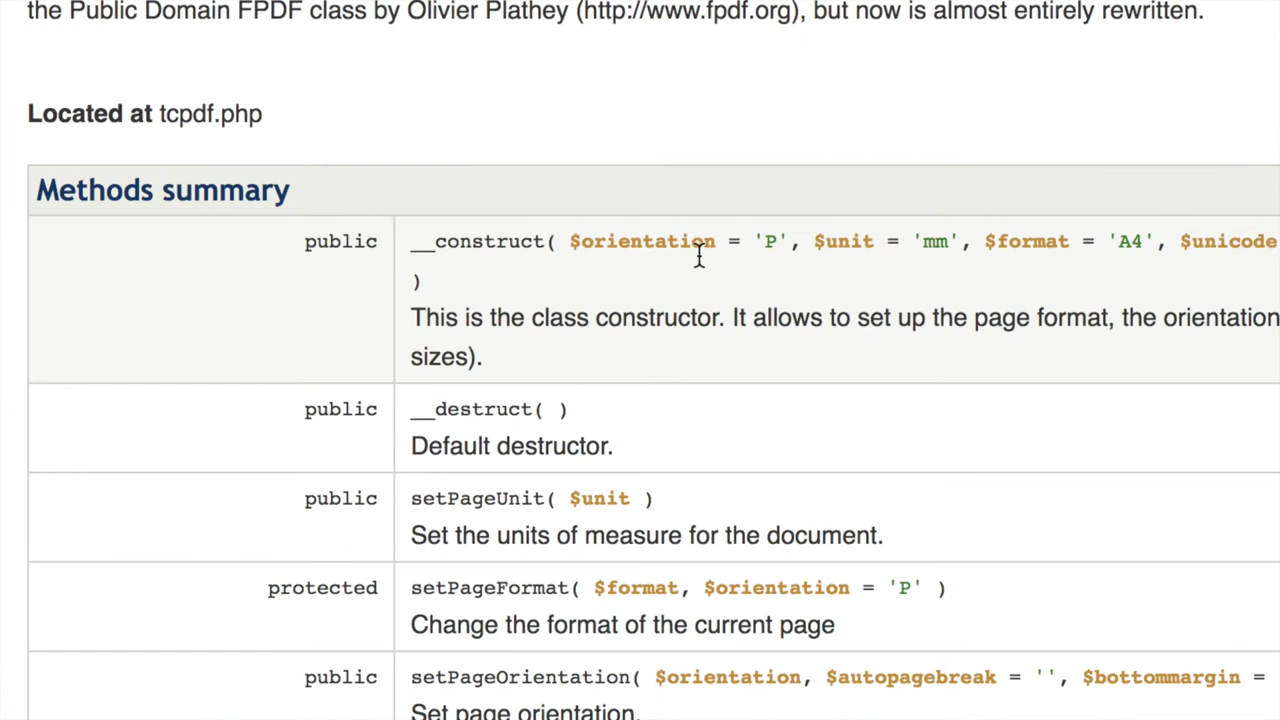 the Public Domain FPDF class by Olivier Plathey (http://www.fpdf.org), but now is almost entirely rewritten.
Located at tcpdf.php
Methods summary
public __construct( $orientation = 'P', $unit = 'mm', $format = 'A4', $unicode
)
This is the class constructor. It allows to set up the page format, the orientation
sizes).
public __destruct( )
Default destructor.
public setPageUnit( $unit )
Set the units of measure for the document.
protected setPageFormat( $format, $orientation = 'P' )
Change the format of the current page
public setPageOrientation( $orientation, $autopagebreak = '', $bottommargin =
Set page orientation.